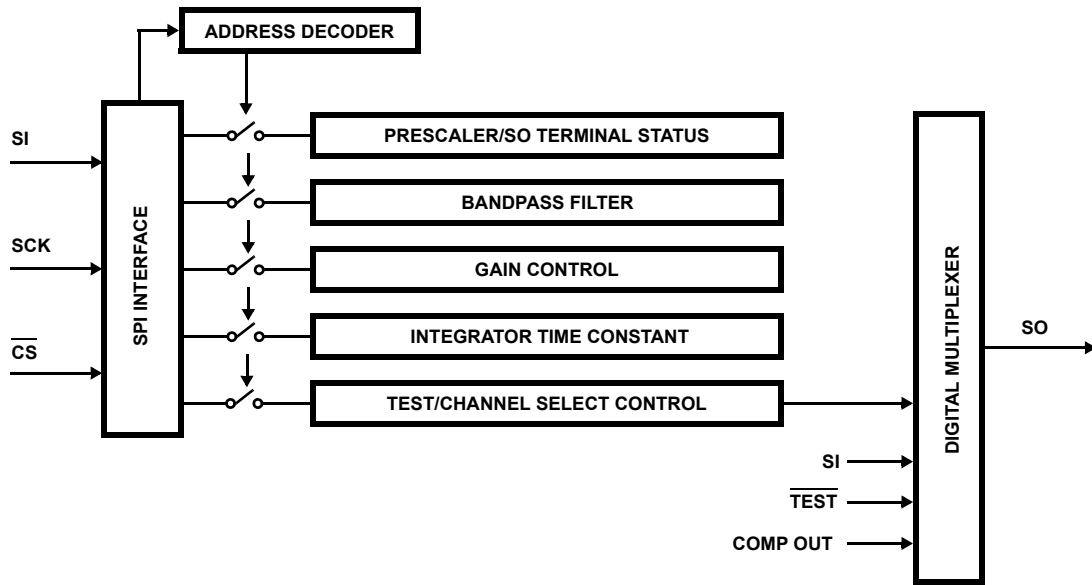 ADDRESS DECODER
SI
SCK
CS
SPI INTERFACE
PRESCALER/SO TERMINAL STATUS
BANDPASS FILTER
GAIN CONTROL
INTEGRATOR TIME CONSTANT
TEST/CHANNEL SELECT CONTROL
SI
TEST
COMP OUT
DIGITAL MULTIPLEXER
SO